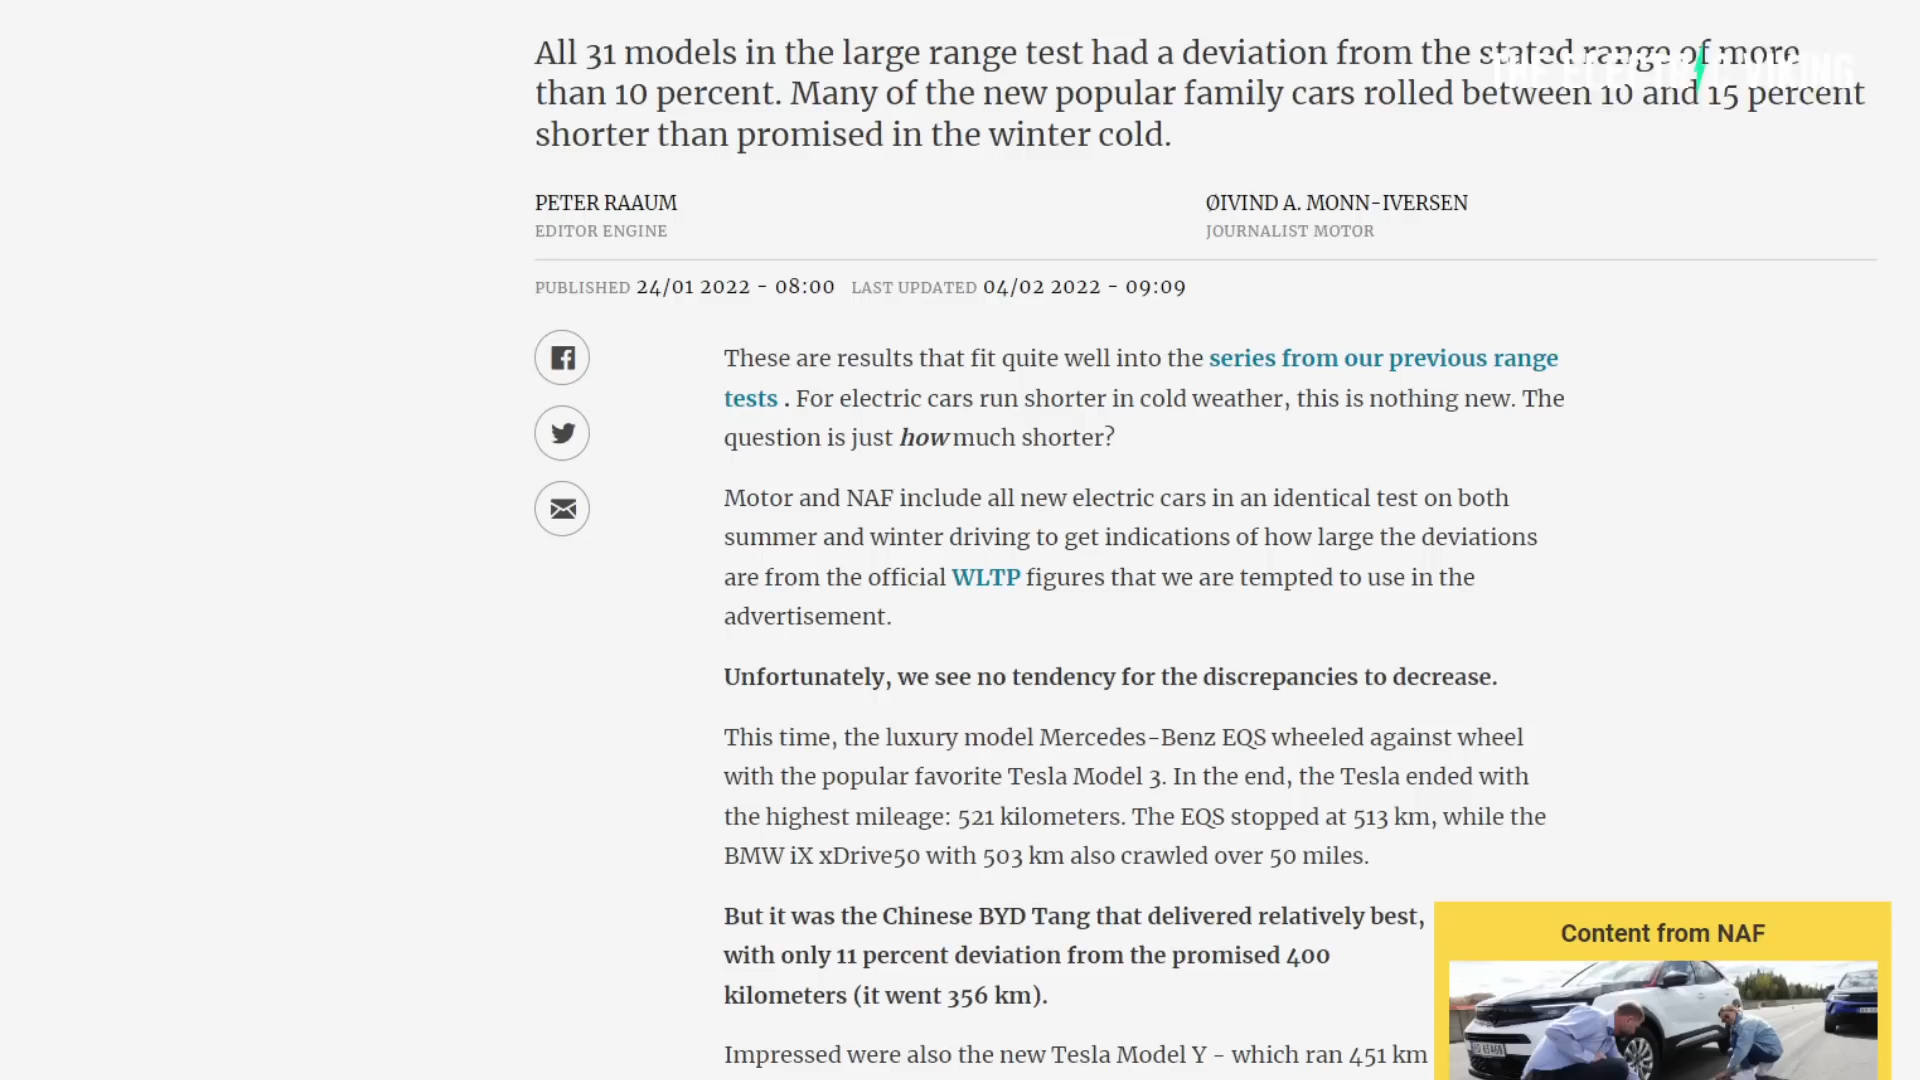 All 31 models in the large range test had a deviation from the stated range of more
than 10 percent. Many of the new popular family cars rolled between 10 and 15 percent
shorter than promised in the winter cold.
THE ELECTRIC VIKING
PETER RAAUM
EDITOR ENGINE
ØIVIND A. MONN-IVERSEN
JOURNALIST MOTOR
PUBLISHED 24/01 2022 - 08:00 LAST UPDATED 04/02 2022 - 09:09
These are results that fit quite well into the series from our previous range
tests . For electric cars run shorter in cold weather, this is nothing new. The
question is just how much shorter?
Motor and NAF include all new electric cars in an identical test on both
summer and winter driving to get indications of how large the deviations
are from the official WLTP figures that we are tempted to use in the
advertisement.
Unfortunately, we see no tendency for the discrepancies to decrease.
This time, the luxury model Mercedes-Benz EQS wheeled against wheel
with the popular favorite Tesla Model 3. In the end, the Tesla ended with
the highest mileage: 521 kilometers. The EQS stopped at 513 km, while the
BMW iX xDrive50 with 503 km also crawled over 50 miles.
But it was the Chinese BYD Tang that delivered relatively best,
with only 11 percent deviation from the promised 400
kilometers (it went 356 km).
Impressed were also the new Tesla Model Y - which ran 451 km
Content from NAF